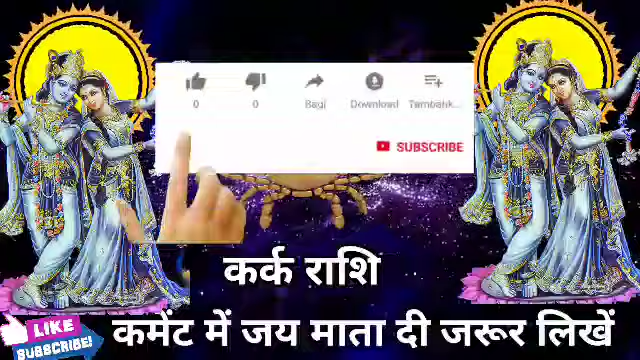 0 0 Bagi Download Tambahk...
SUBSCRIBE
कर्क राशि
LIKE
SUBSCRIBE!
कमेंट में जय माता दी जरूर लिखें